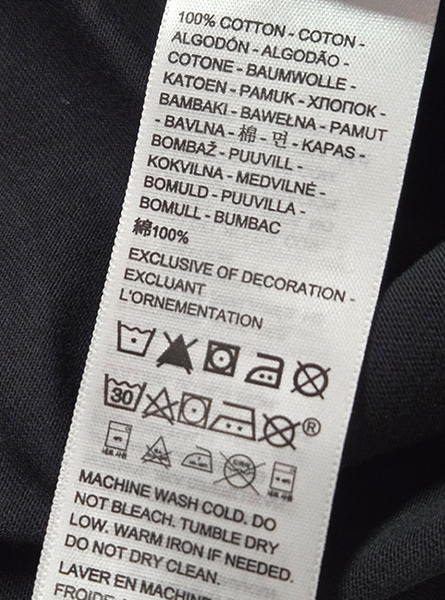 100% COTTON - COTON -
ALGODÓN - ALGODÃO -
COTONE - BAUMWOLLE -
KATOEN - PAMUK - ХЛОПОК -
BAMBAKI - BAWEŁNA - PAMUT
- BAVLNA - 棉 - 면 - KAPAS -
BOMBAŽ - PUUVILL -
KOKVILNA - MEDVILNĖ -
BOMULD - PUUVILLA -
BOMULL - BUMBAC
綿100%
EXCLUSIVE OF DECORATION -
EXCLUANT
L'ORNEMENTATION
30 ®
MACHINE WASH COLD. DO
NOT BLEACH. TUMBLE DRY
LOW. WARM IRON IF NEEDED.
DO NOT DRY CLEAN.
LAVER EN MACHINE